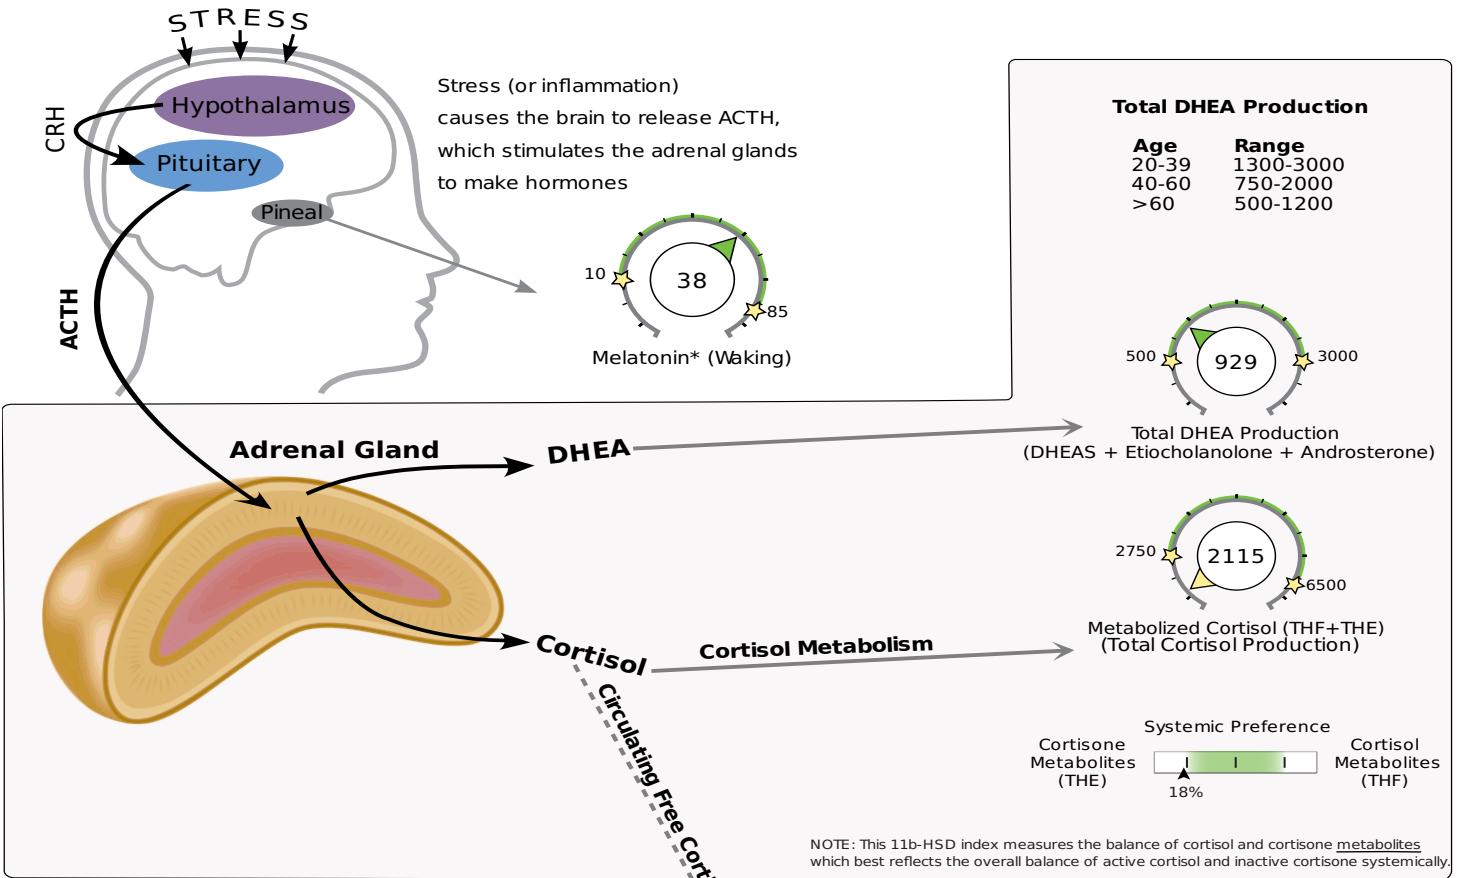 STRESS
Hypothalamus
CRH
Pituitary
Pineal
ACTH
Stress (or inflammation)
causes the brain to release ACTH,
which stimulates the adrenal glands
to make hormones
10
38
85
Melatonin* (Waking)
Total DHEA Production
Age Range
20-39 1300-3000
40-60 750-2000
>60 500-1200
500
929
3000
Total DHEA Production
(DHEAS + Etiocholanolone + Androsterone)
Adrenal Gland
DHEA
2750
2115
6500
Metabolized Cortisol (THF+THE)
(Total Cortisol Production)
Cortisol
Cortisol Metabolism
Circulating Free Corti
Systemic Preference
Cortisone
Metabolites
(THE)
18%
Cortisol
Metabolites
(THF)
NOTE: This 11b-HSD index measures the balance of cortisol and cortisone metabolites
which best reflects the overall balance of active cortisol and inactive cortisone systemically.